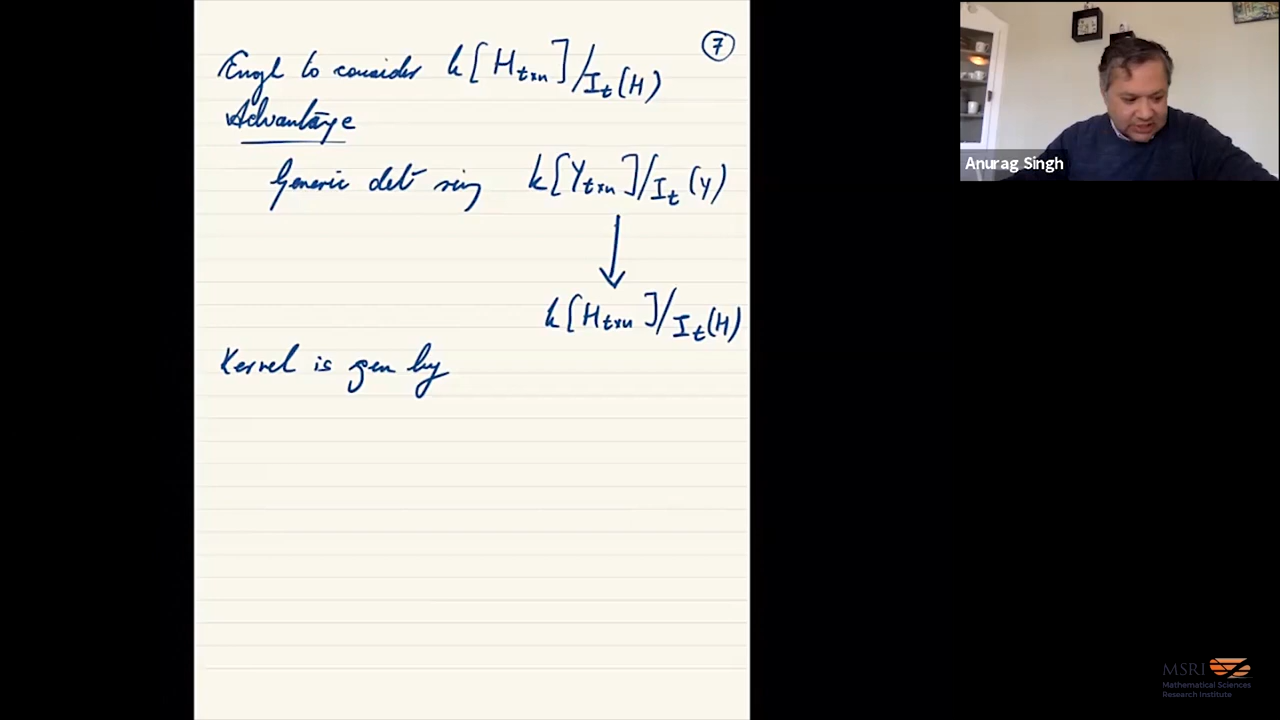 ⑦
Engl to consider k[H_{t×n}]/I_t(H)
Advantage
Generic det ring k[Y_{t×n}]/I_t(Y)
↓
k[H_{t×n}]/I_t(H)
Kernel is gen by
Anurag Singh
MSRI
Mathematical Sciences
Research Institute